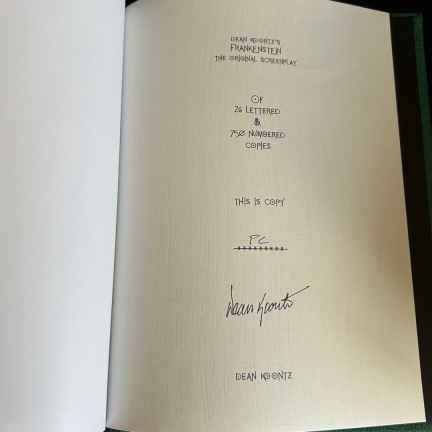 DEAN KOONTZ'S
FRANKENSTEIN
THE ORIGINAL SCREENPLAY
OF
26 LETTERED
&
750 NUMBERED
COPIES
THIS IS COPY
PC
Dean Koontz
DEAN KOONTZ